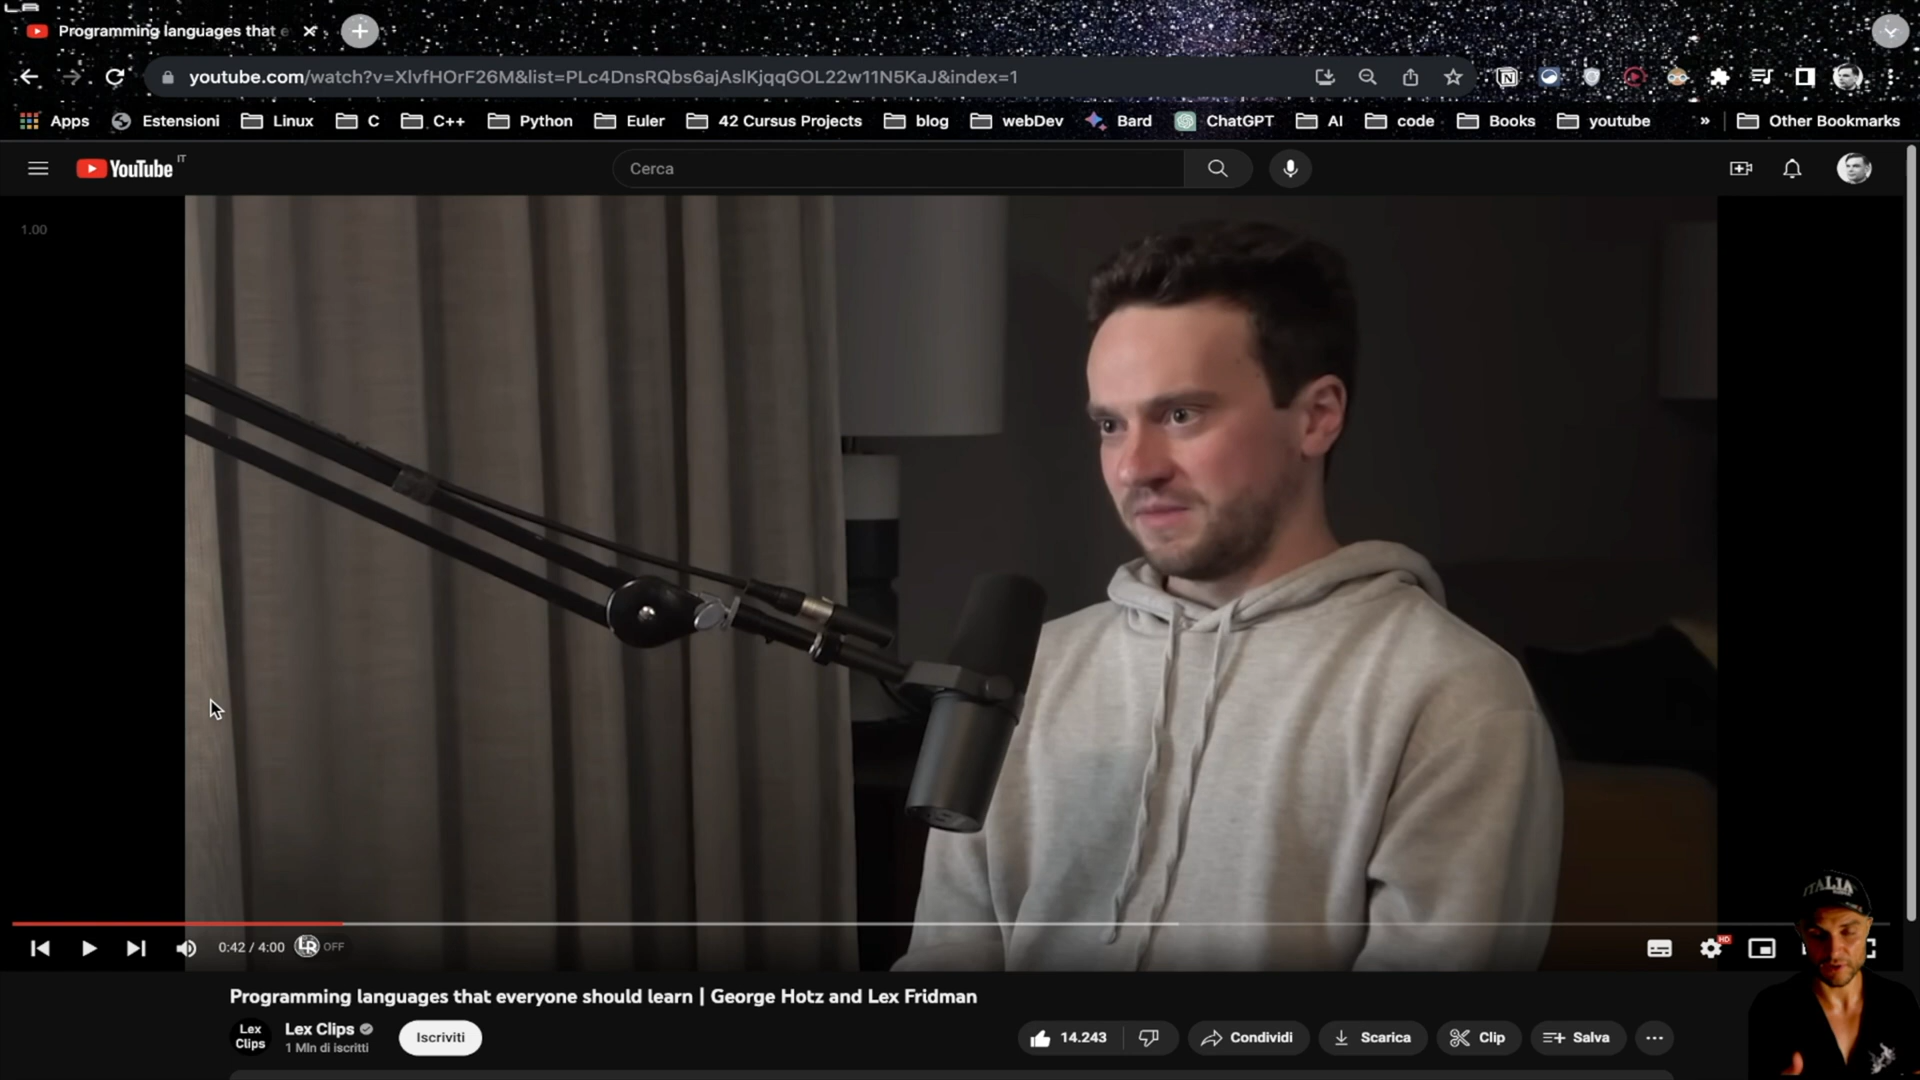 Programming languages that e
youtube.com/watch?v=XlvfHOrF26M&list=PLc4DnsRQbs6ajAslKjqqGOL22w11N5KaJ&index=1
Apps Estensioni Linux C C++ Python Euler 42 Cursus Projects blog webDev Bard ChatGPT AI code Books youtube » Other Bookmarks
YouTube IT Cerca
1.00
0:42 / 4:00 LR OFF HD
ITALIA
Programming languages that everyone should learn | George Hotz and Lex Fridman
Lex Clips Lex Clips
1 Mln di iscritti
Iscriviti 14.243 Condividi Scarica Clip Salva